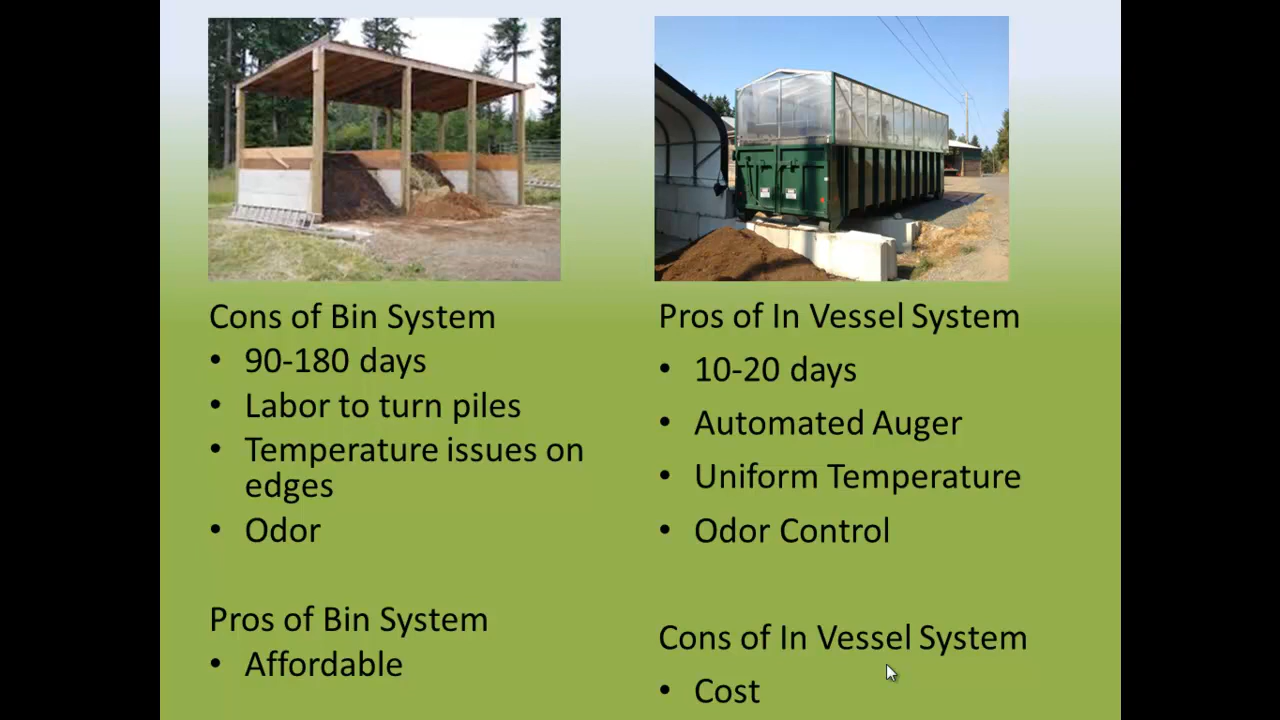 Cons of Bin System
• 90-180 days
• Labor to turn piles
• Temperature issues on
edges
• Odor
Pros of Bin System
• Affordable
Pros of In Vessel System
• 10-20 days
• Automated Auger
• Uniform Temperature
• Odor Control
Cons of In Vessel System
• Cost